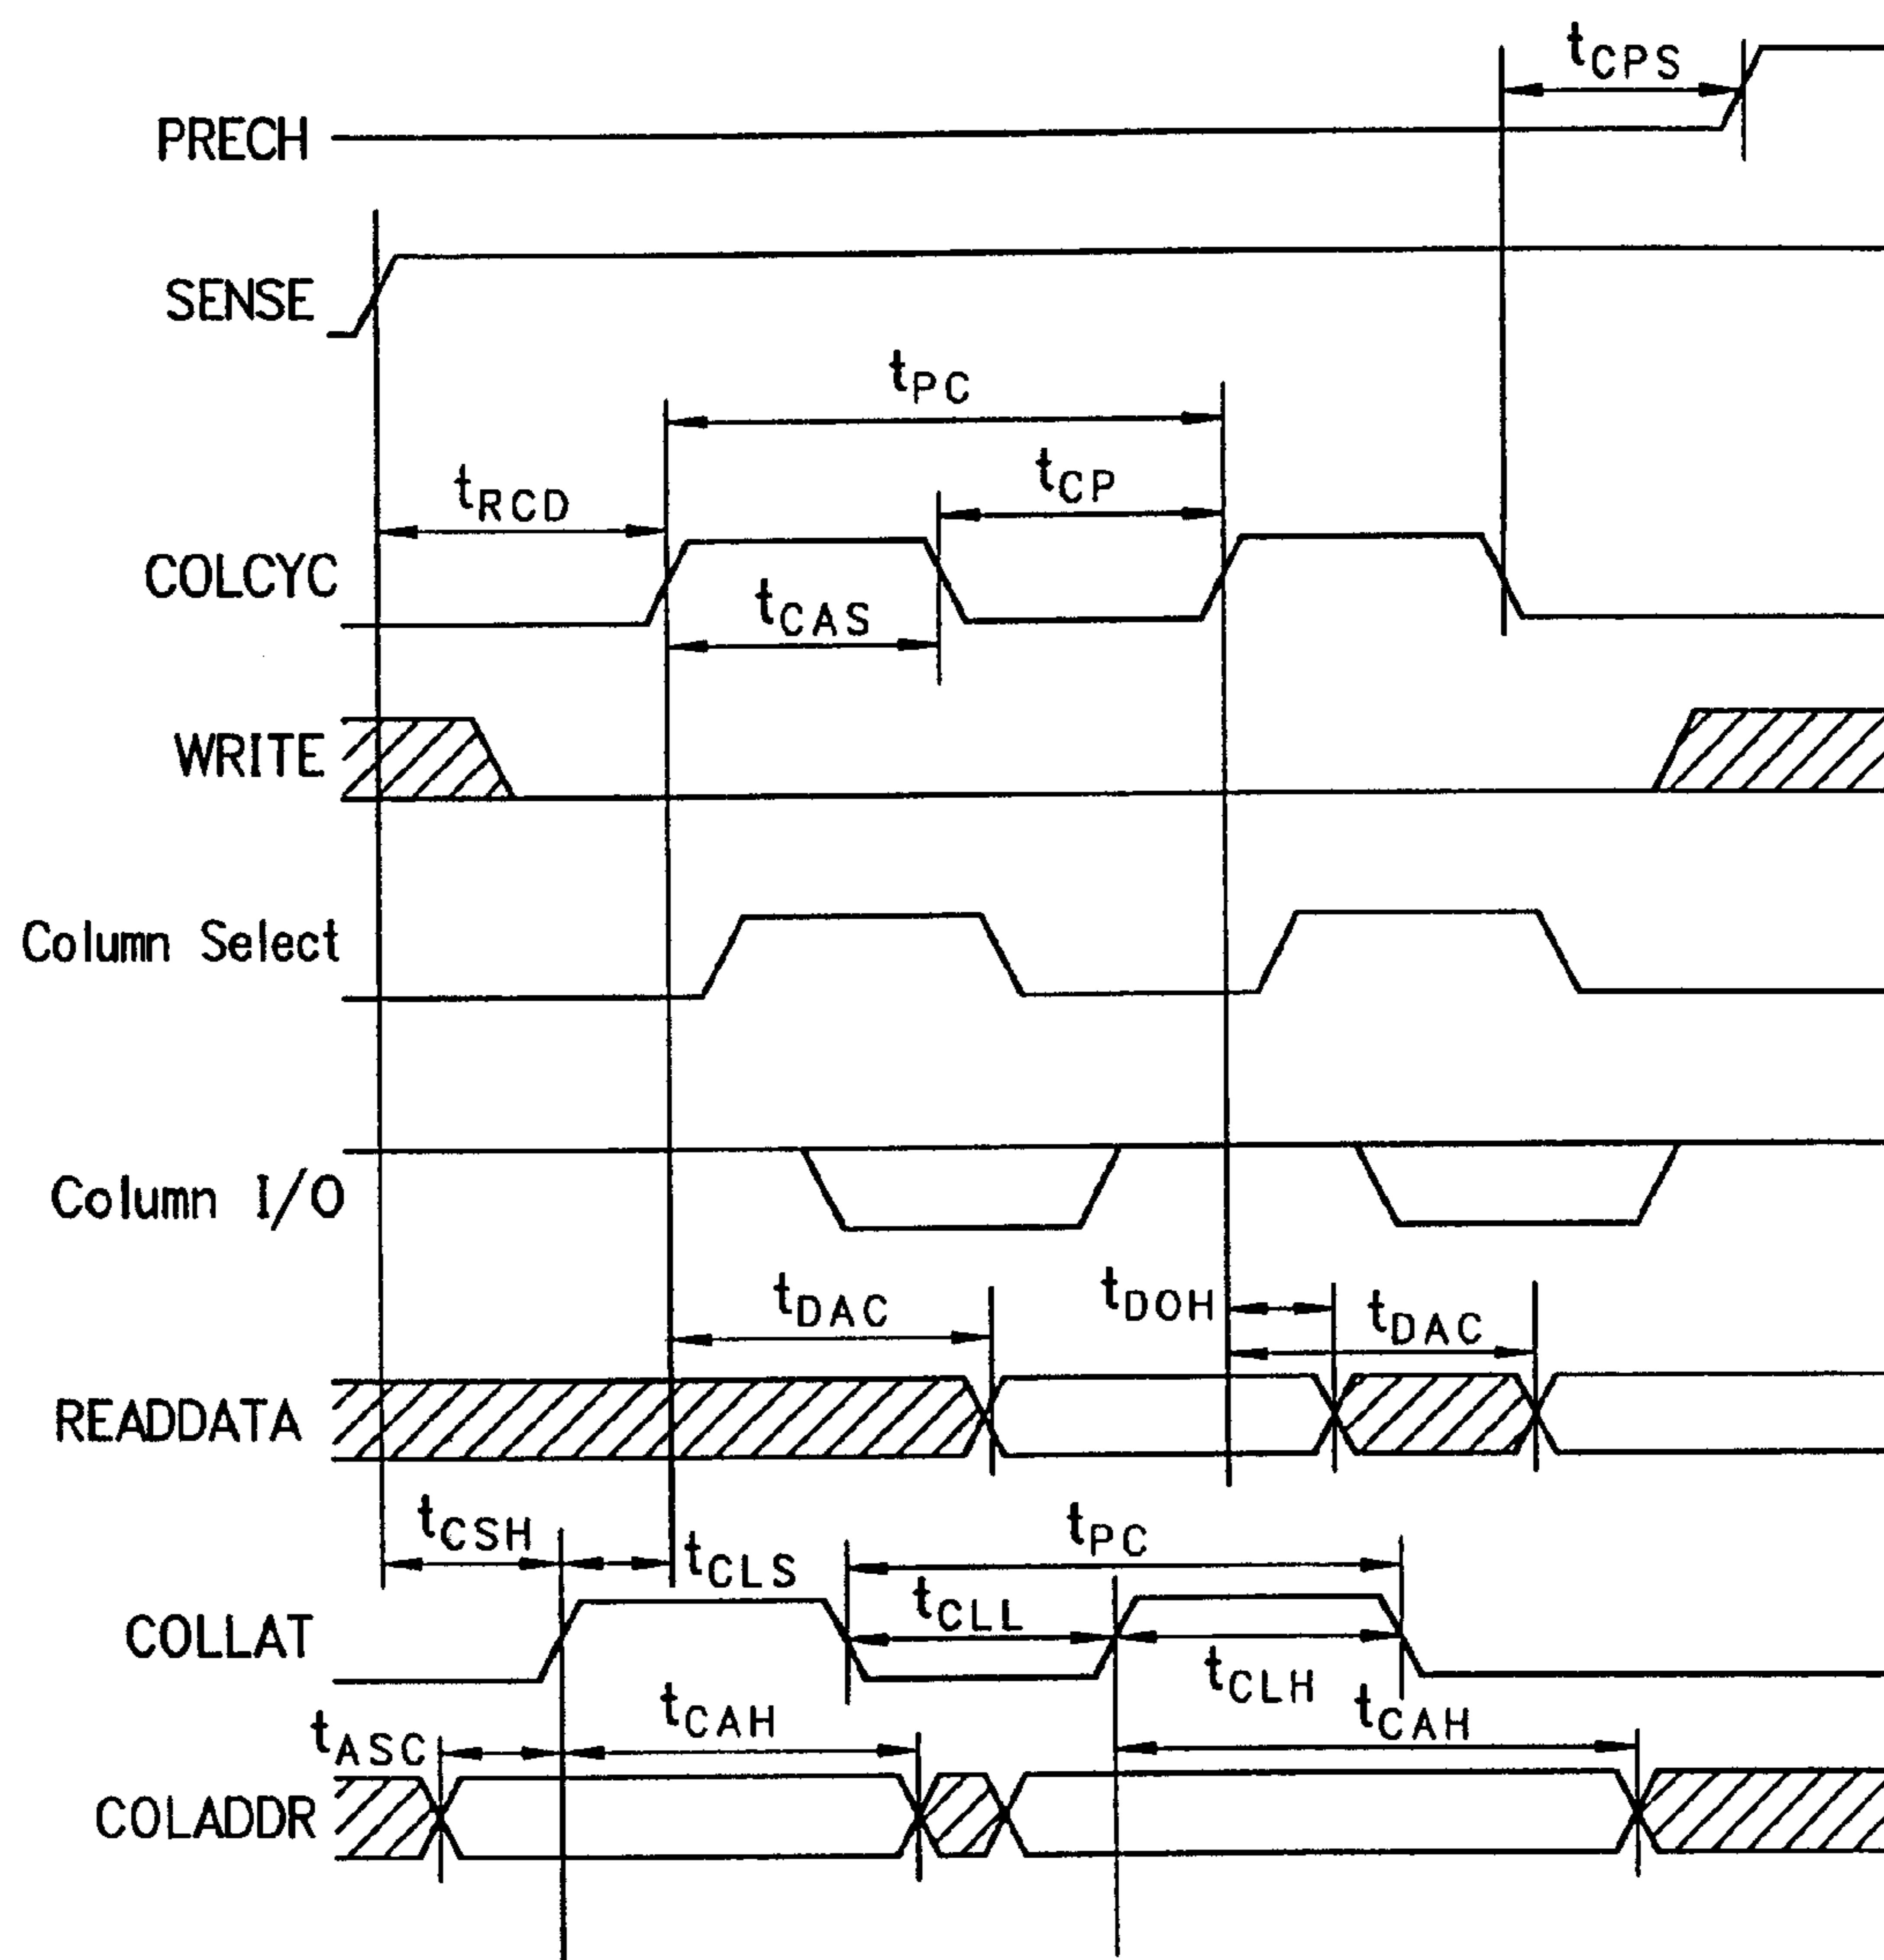 tCPS
PRECH
SENSE
tPC
tRCD
tCP
COLCYC
tCAS
WRITE
Column Select
Column I/O
tDAC
tDOH
tDAC
READDATA
tCSH
tCLS
tPC
tCLL
COLLAT
tCLH
tASC
tCAH
tCAH
COLADDR